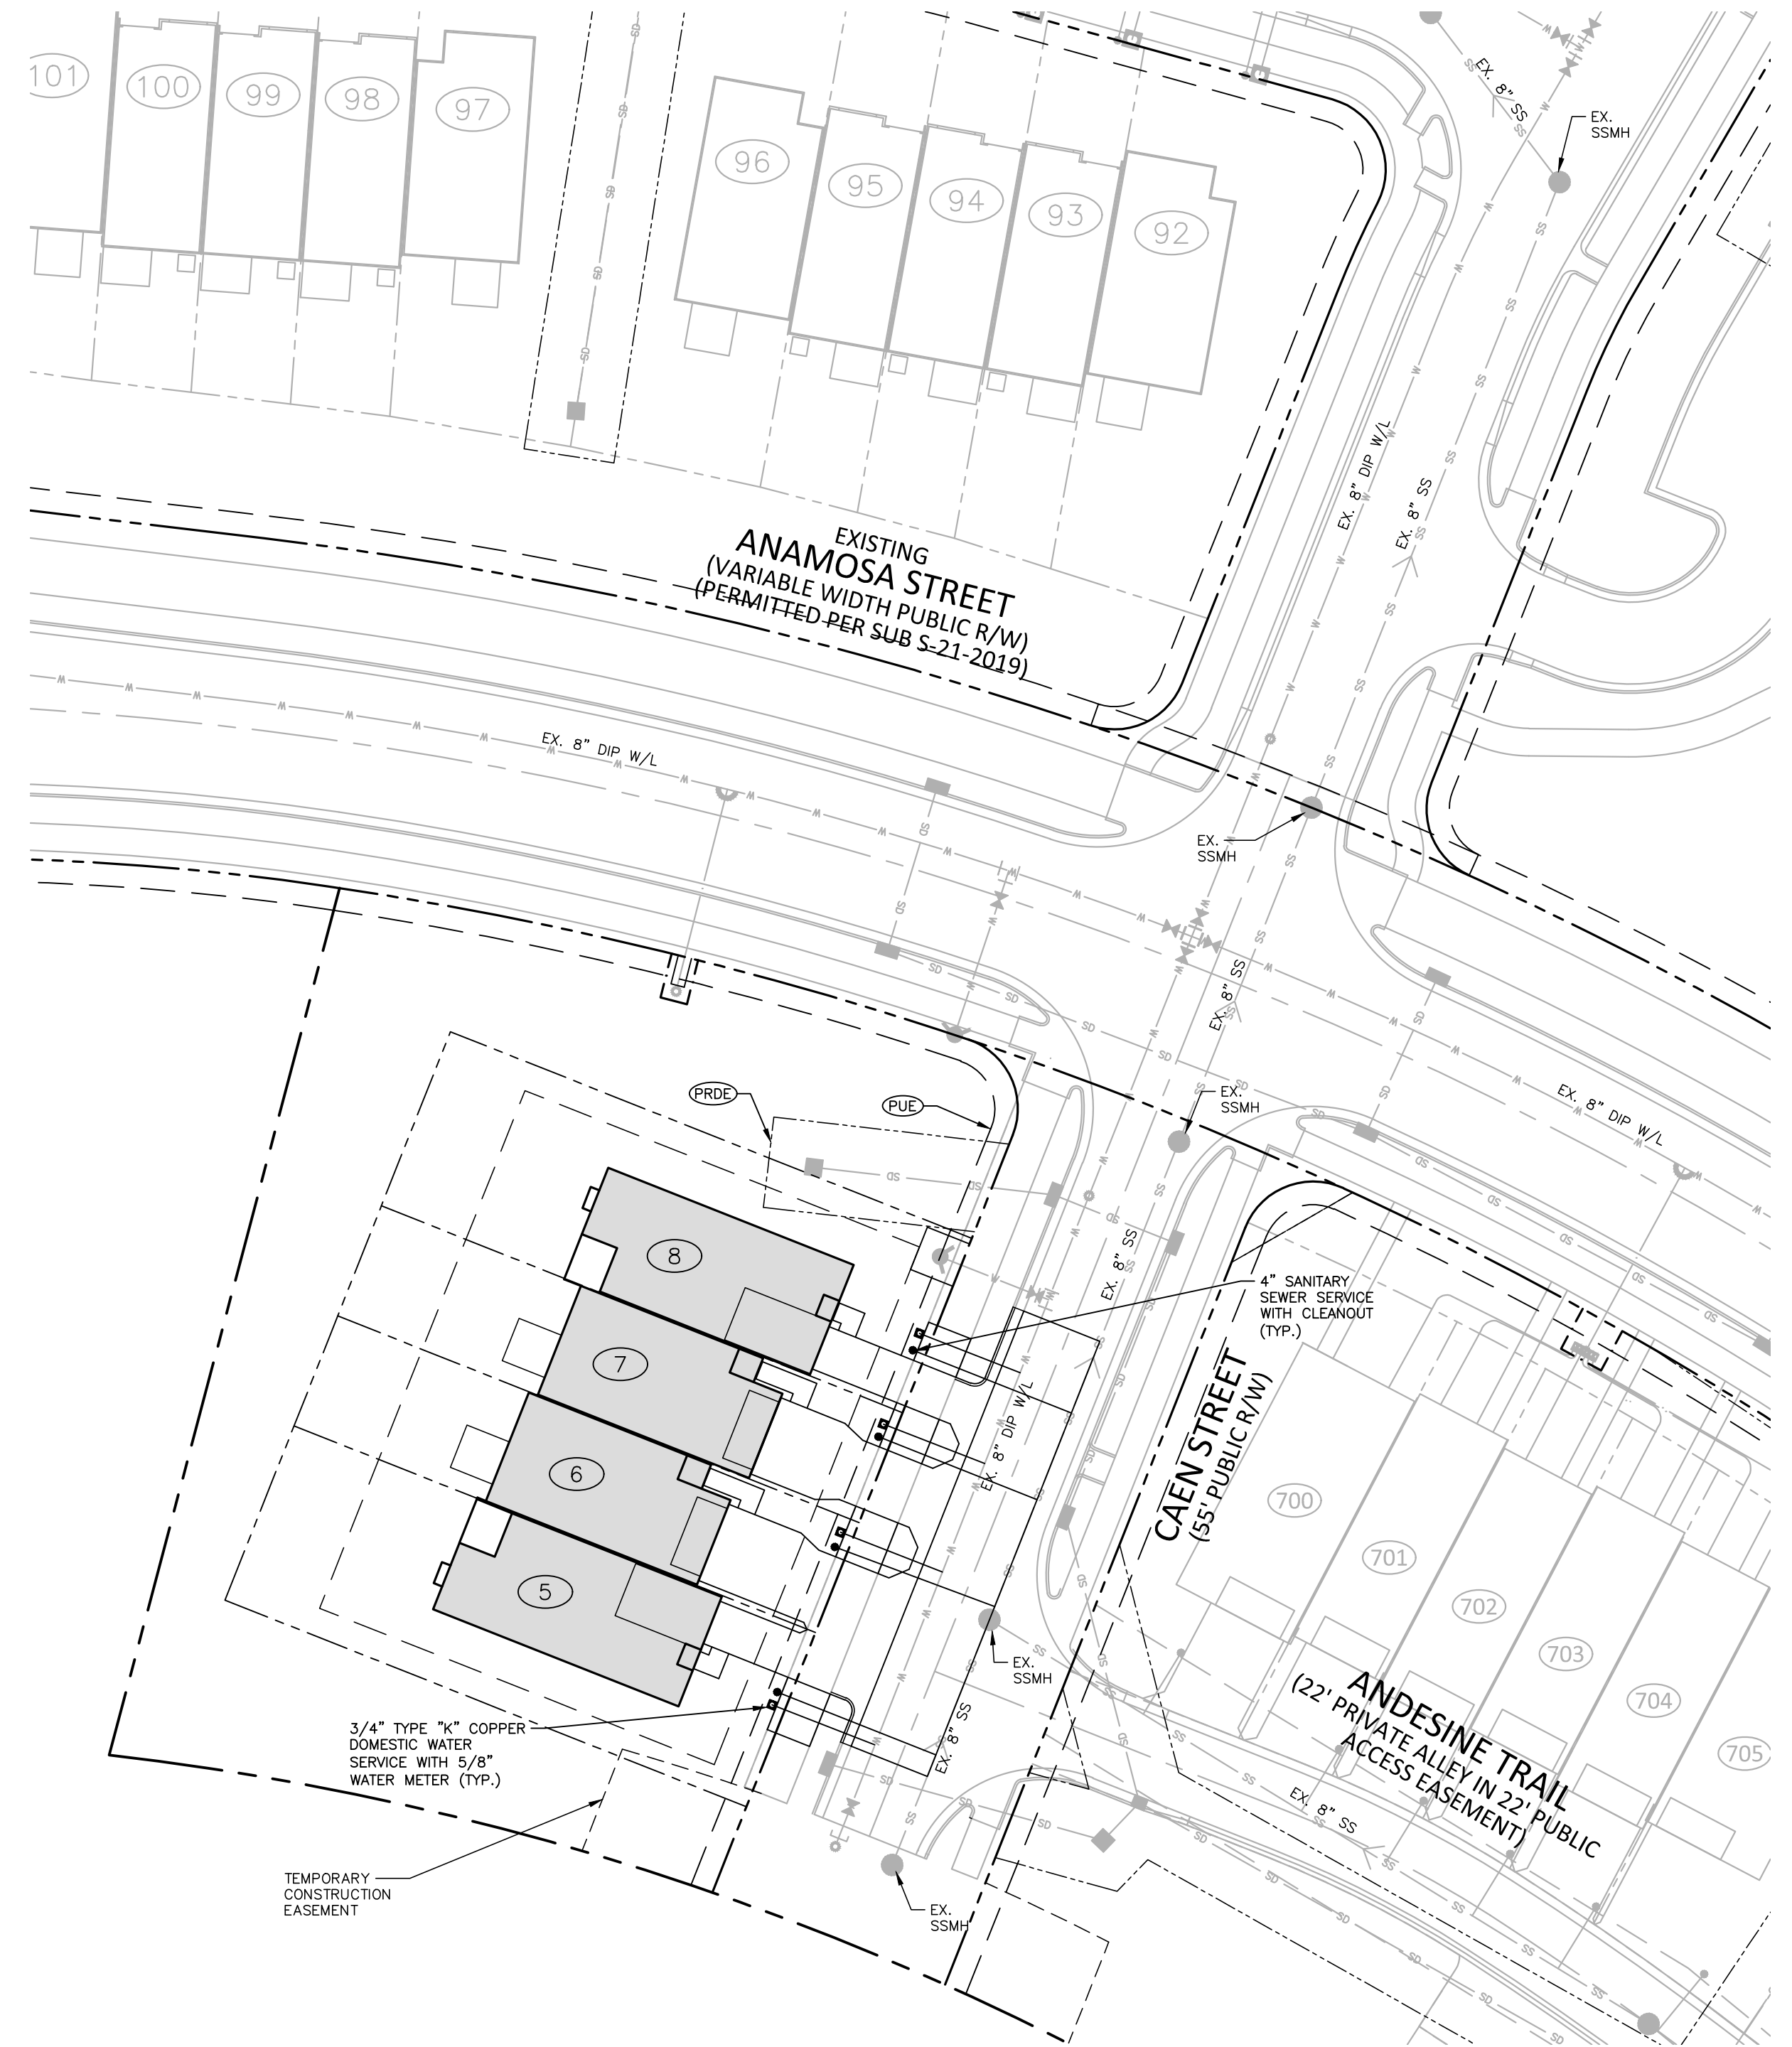 101
100
99
98
97
96
95
94
93
92
EX. 8" SS
EX.
SSMH
EX. 8" DIP W/L
EX. 8" SS
EXISTING
ANAMOSA STREET
(VARIABLE WIDTH PUBLIC R/W)
(PERMITTED PER SUB S-21-2019)
EX. 8" DIP W/L
EX.
SSMH
EX. 8" SS
EX. 8" DIP W/L
PRDE
PUE
EX.
SSMH
EX. 8" SS
8
7
6
5
4" SANITARY
SEWER SERVICE
WITH CLEANOUT
(TYP.)
EX. 8" DIP W/L
CAEN STREET
(55' PUBLIC R/W)
700
701
702
703
704
705
EX.
SSMH
EX. 8" SS
3/4" TYPE "K" COPPER
DOMESTIC WATER
SERVICE WITH 5/8"
WATER METER (TYP.)
ANDESINE TRAIL
(22' PRIVATE ALLEY IN 22' PUBLIC
ACCESS EASEMENT)
EX. 8" SS
TEMPORARY
CONSTRUCTION
EASEMENT
EX.
SSMH